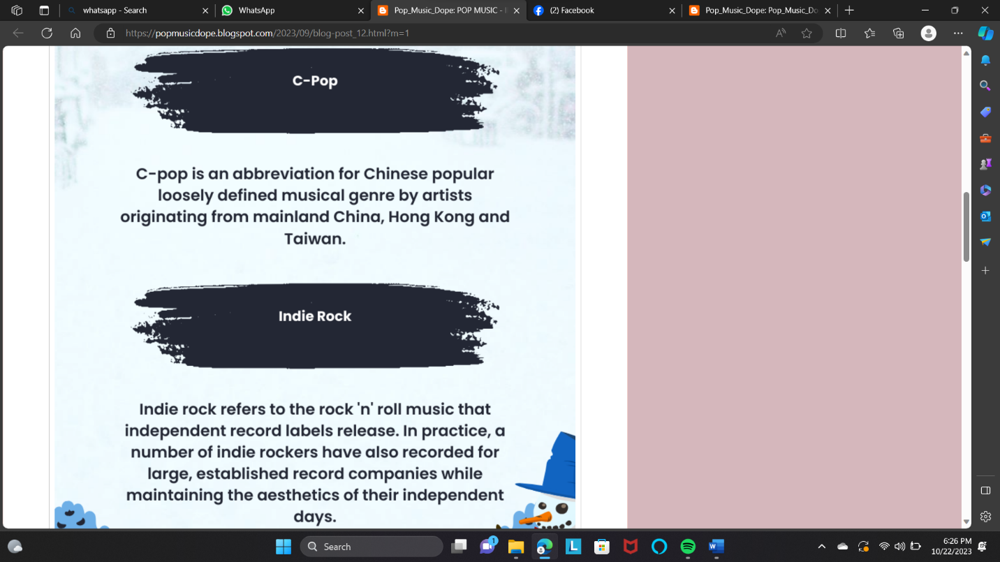 whatsapp - Search
WhatsApp
Pop_Music_Dope: POP MUSIC -
(2) Facebook
Pop_Music_Dope: Pop_Music_Do
https://popmusicdope.blogspot.com/2023/09/blog-post_12.html?m=1
C-Pop
C-pop is an abbreviation for Chinese popular
loosely defined musical genre by artists
originating from mainland China, Hong Kong and
Taiwan.
Indie Rock
Indie rock refers to the rock 'n' roll music that
independent record labels release. In practice, a
number of indie rockers have also recorded for
large, established record companies while
maintaining the aesthetics of their independent
days.
Search
1
6:26 PM
10/22/2023